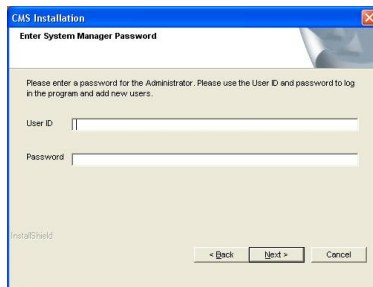 CMS Installation
Enter System Manager Password
Please enter a password for the Administrator. Please use the User ID and password to log
in the program and add new users.
User ID
Password
InstallShield
< Back
Next >
Cancel